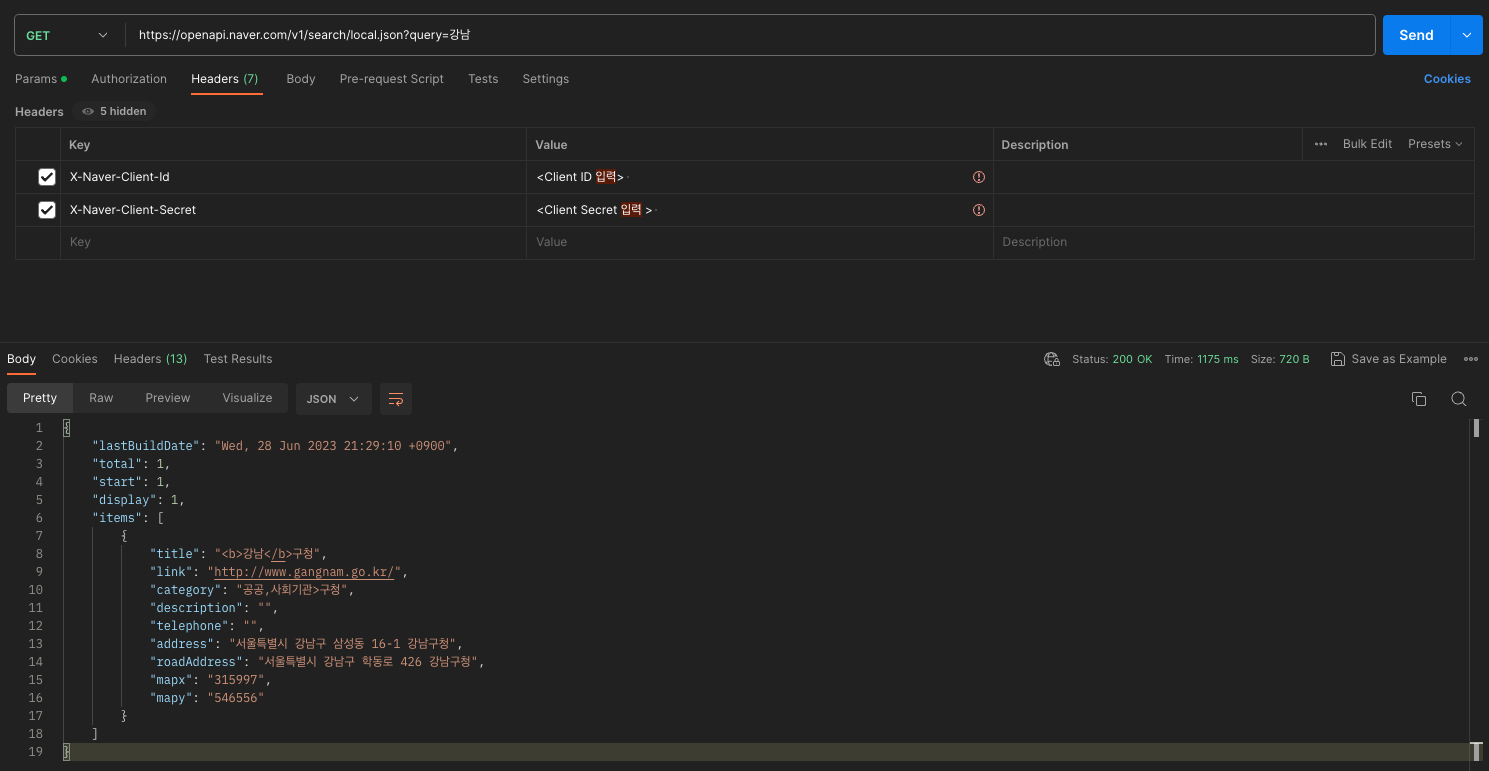 GET https://openapi.naver.com/v1/search/local.json?query=강남 Send
Params Authorization Headers (7) Body Pre-request Script Tests Settings Cookies
Headers 5 hidden
Key Value Description ••• Bulk Edit Presets
X-Naver-Client-Id <Client ID 입력>
X-Naver-Client-Secret <Client Secret 입력 >
Key Value Description
Body Cookies Headers (13) Test Results Status: 200 OK Time: 1175 ms Size: 720 B Save as Example
Pretty Raw Preview Visualize JSON
1 {
2 "lastBuildDate": "Wed, 28 Jun 2023 21:29:10 +0900",
3 "total": 1,
4 "start": 1,
5 "display": 1,
6 "items": [
7 {
8 "title": "<b>강남</b>구청",
9 "link": "http://www.gangnam.go.kr/",
10 "category": "공공,사회기관>구청",
11 "description": "",
12 "telephone": "",
13 "address": "서울특별시 강남구 삼성동 16-1 강남구청",
14 "roadAddress": "서울특별시 강남구 학동로 426 강남구청",
15 "mapx": "315997",
16 "mapy": "546556"
17 }
18 ]
19 }